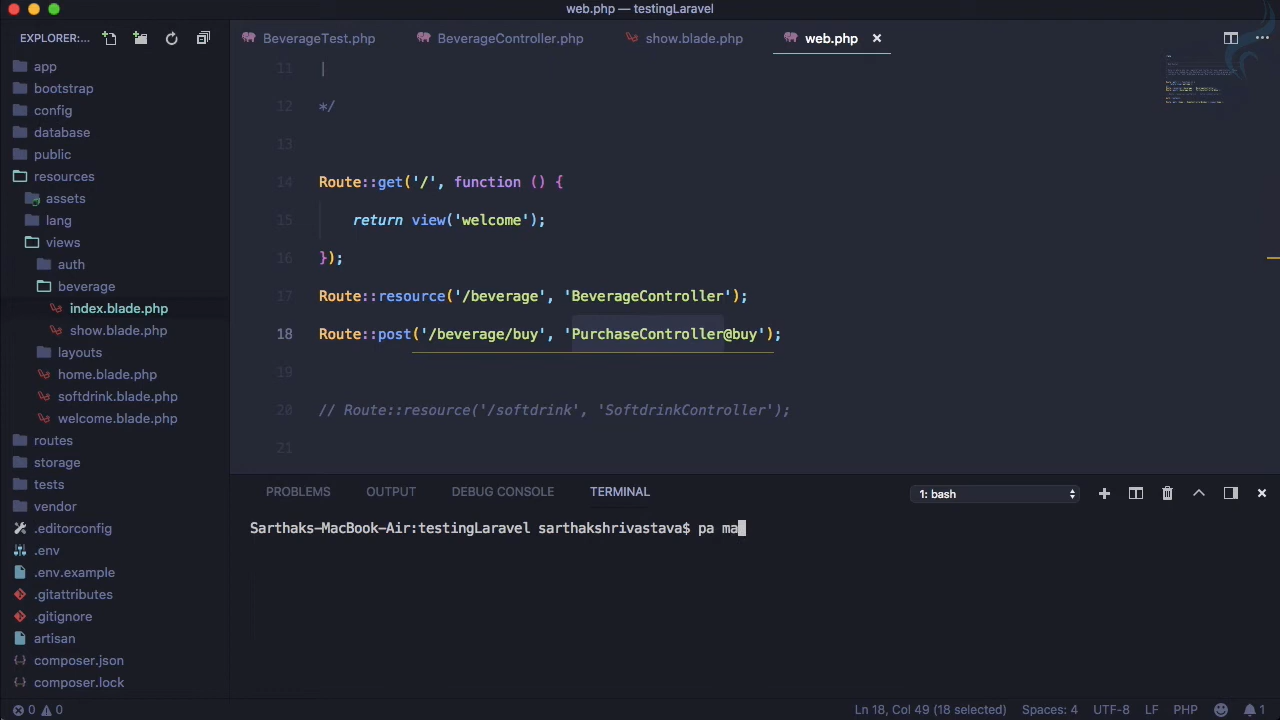 web.php — testingLaravel
EXPLORER:...
BeverageTest.php
BeverageController.php
show.blade.php
web.php
app
bootstrap
config
database
public
resources
assets
lang
views
auth
beverage
index.blade.php
show.blade.php
layouts
home.blade.php
softdrink.blade.php
welcome.blade.php
routes
storage
tests
vendor
.editorconfig
.env
.env.example
.gitattributes
.gitignore
artisan
composer.json
composer.lock
11 |
12 */
13
14 Route::get('/', function () {
15 return view('welcome');
16 });
17 Route::resource('/beverage', 'BeverageController');
18 Route::post('/beverage/buy', 'PurchaseController@buy');
19
20 // Route::resource('/softdrink', 'SoftdrinkController');
21
PROBLEMS OUTPUT DEBUG CONSOLE TERMINAL
1: bash
Sarthaks-MacBook-Air:testingLaravel sarthakshrivastava$ pa ma
0 0
Ln 18, Col 49 (18 selected) Spaces: 4 UTF-8 LF PHP 1